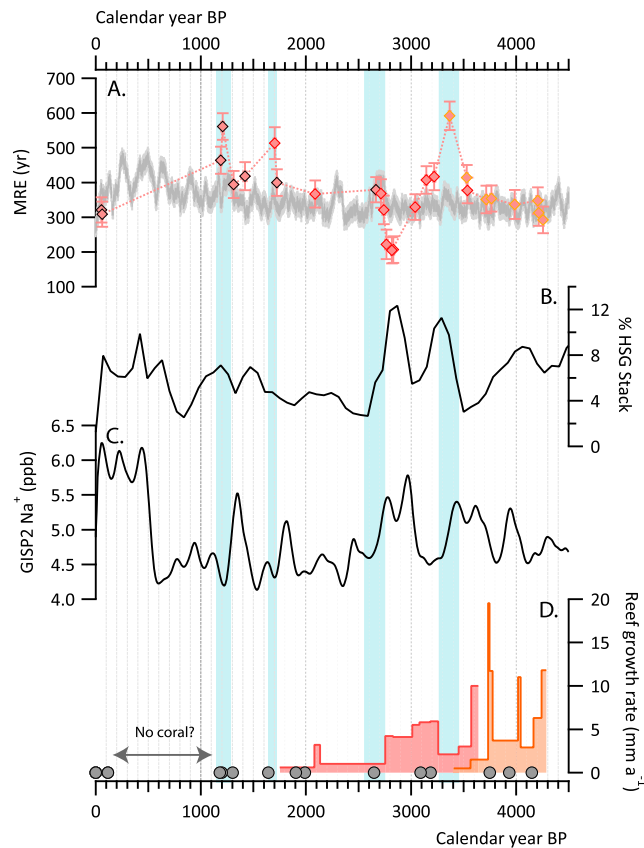 Calendar year BP
0 1000 2000 3000 4000
A.
700
600
500
400
300
200
100
MRE (yr)
B.
12
8
4
0
% HSG Stack
C.
6.5
6.0
5.5
5.0
4.5
4.0
GISP2 Na+ (ppb)
D.
20
15
10
5
0
Reef growth rate (mm a-1)
No coral?
0 1000 2000 3000 4000
Calendar year BP